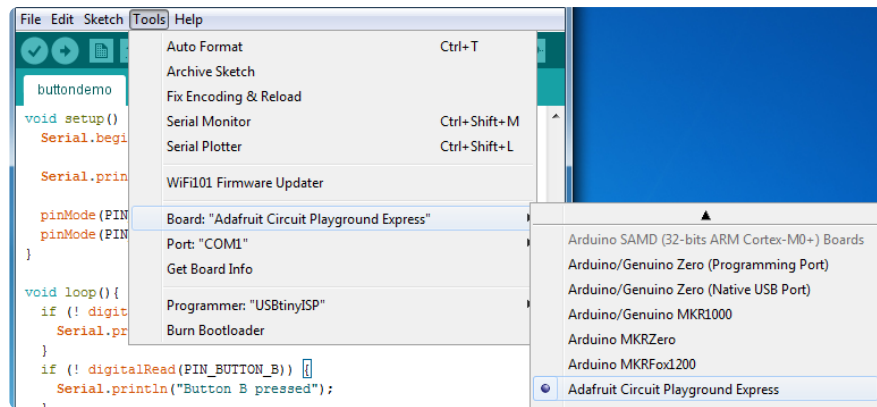 File Edit Sketch Tools Help
Auto Format Ctrl+T
Archive Sketch
Fix Encoding & Reload
Serial Monitor Ctrl+Shift+M
Serial Plotter Ctrl+Shift+L
WiFi101 Firmware Updater
Board: "Adafruit Circuit Playground Express"
Port: "COM1"
Get Board Info
Programmer: "USBtinyISP"
Burn Bootloader
Arduino SAMD (32-bits ARM Cortex-M0+) Boards
Arduino/Genuino Zero (Programming Port)
Arduino/Genuino Zero (Native USB Port)
Arduino/Genuino MKR1000
Arduino MKRZero
Arduino MKRFox1200
Adafruit Circuit Playground Express
buttondemo
void setup()
Serial.begi
Serial.prin
pinMode(PIN
pinMode(PIN
}
void loop(){
if (! digit
Serial.pr
}
if (! digitalRead(PIN_BUTTON_B)) {
Serial.println("Button B pressed");